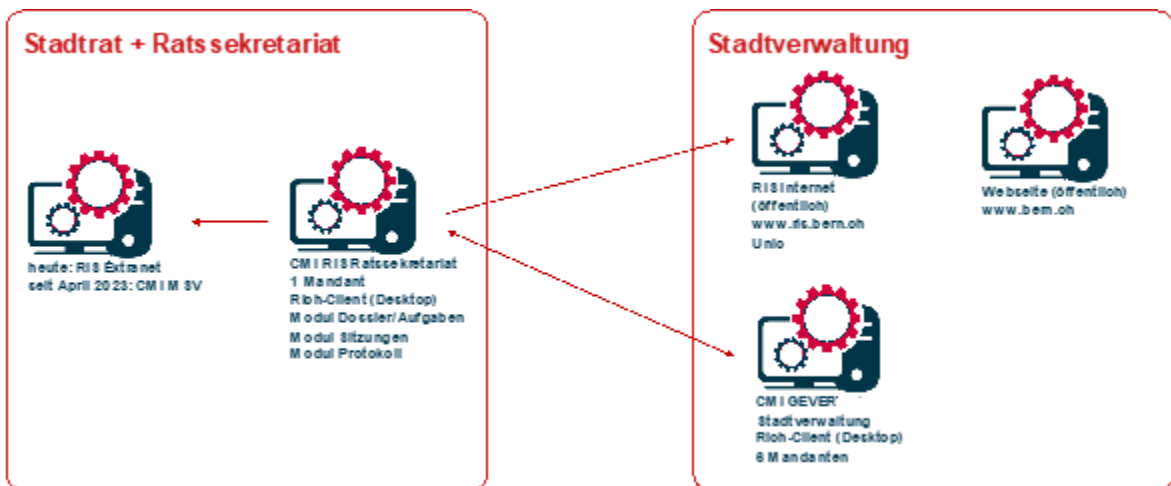 Stadtrat + Ratssekretariat
heute: RIS Extranet
seit April 2023: CMI M SV
CMI RIS Ratssekretariat
1 Mandant
Rich-Client (Desktop)
Modul Dossier/Aufgaben
Modul Sitzungen
Modul Protokoll
Stadtverwaltung
RIS Internet
(öffentlich)
www.ris.bern.ch
Webseite (öffentlich)
www.bern.ch
CMI GEVER
Stadtverwaltung
Rich-Client (Desktop)
6 Mandanten